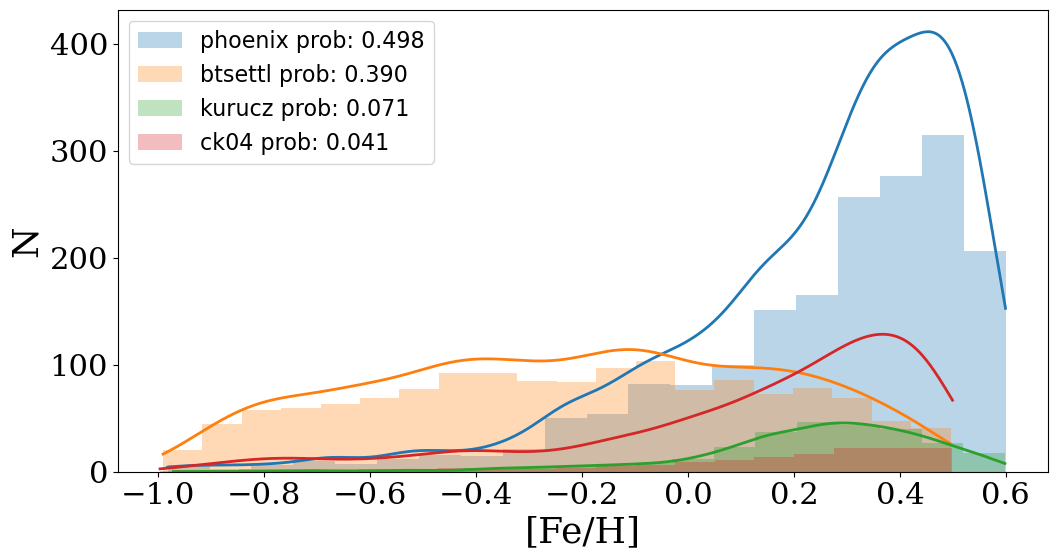 phoenix prob: 0.498
btsettl prob: 0.390
kurucz prob: 0.071
ck04 prob: 0.041
N
400
300
200
100
0
−1.0 −0.8 −0.6 −0.4 −0.2 0.0 0.2 0.4 0.6
[Fe/H]